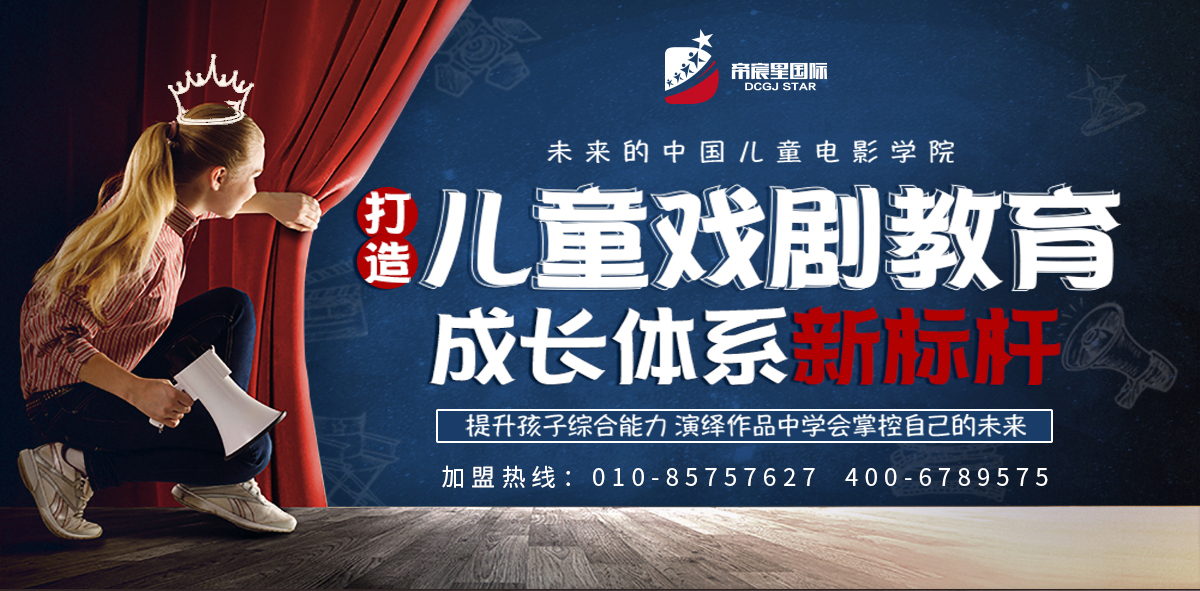 帝宸星国际
DCGJ STAR
未来的中国儿童电影学院
打造
儿童戏剧教育
成长体系新标杆
提升孩子综合能力 演绎作品中学会掌控自己的未来
加盟热线：010-85757627 400-6789575